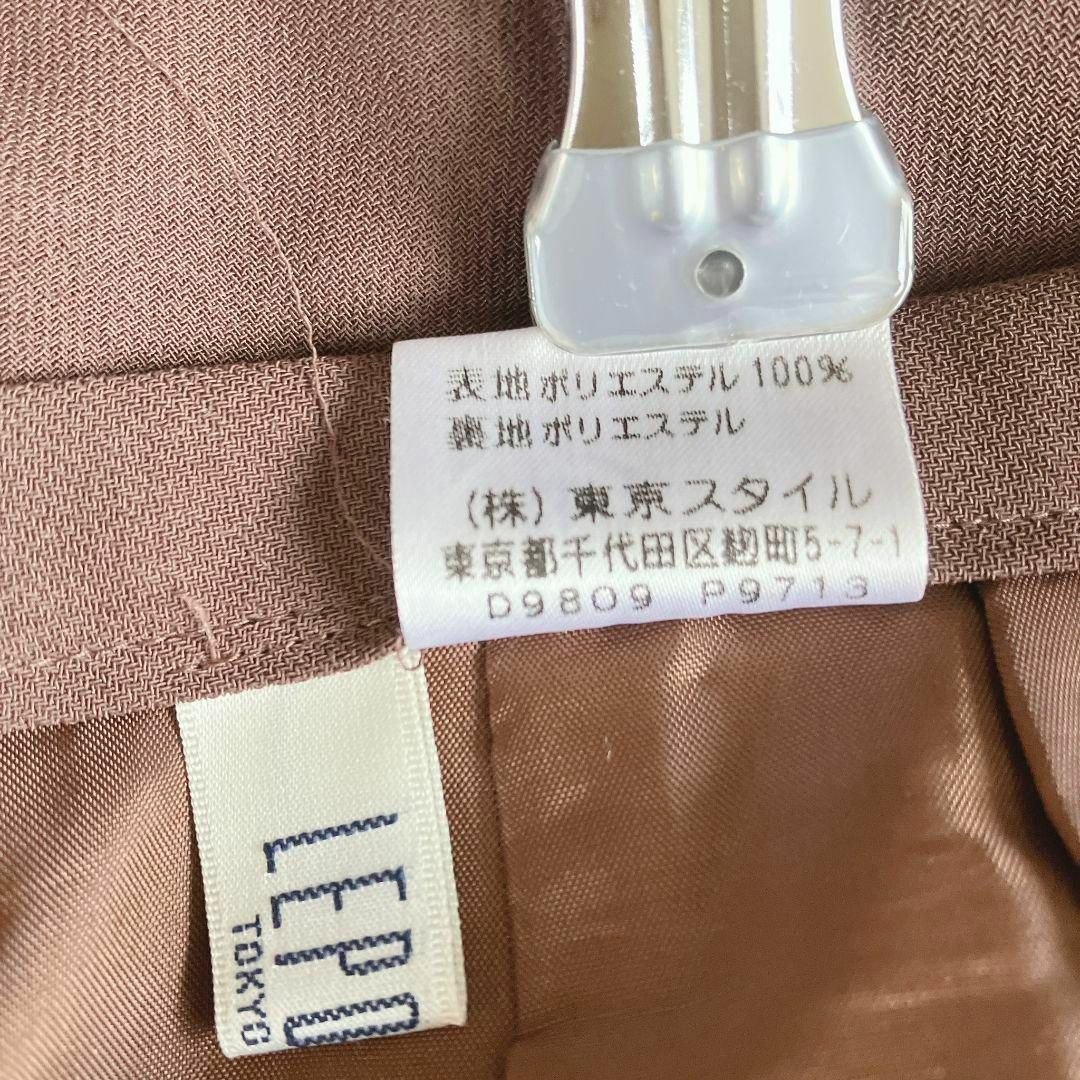 表地ポリエステル100%
裏地ポリエステル
(株)東京スタイル
東京都千代田区麹町5-7-1
D9809 P9713
LEPO
TOKYO